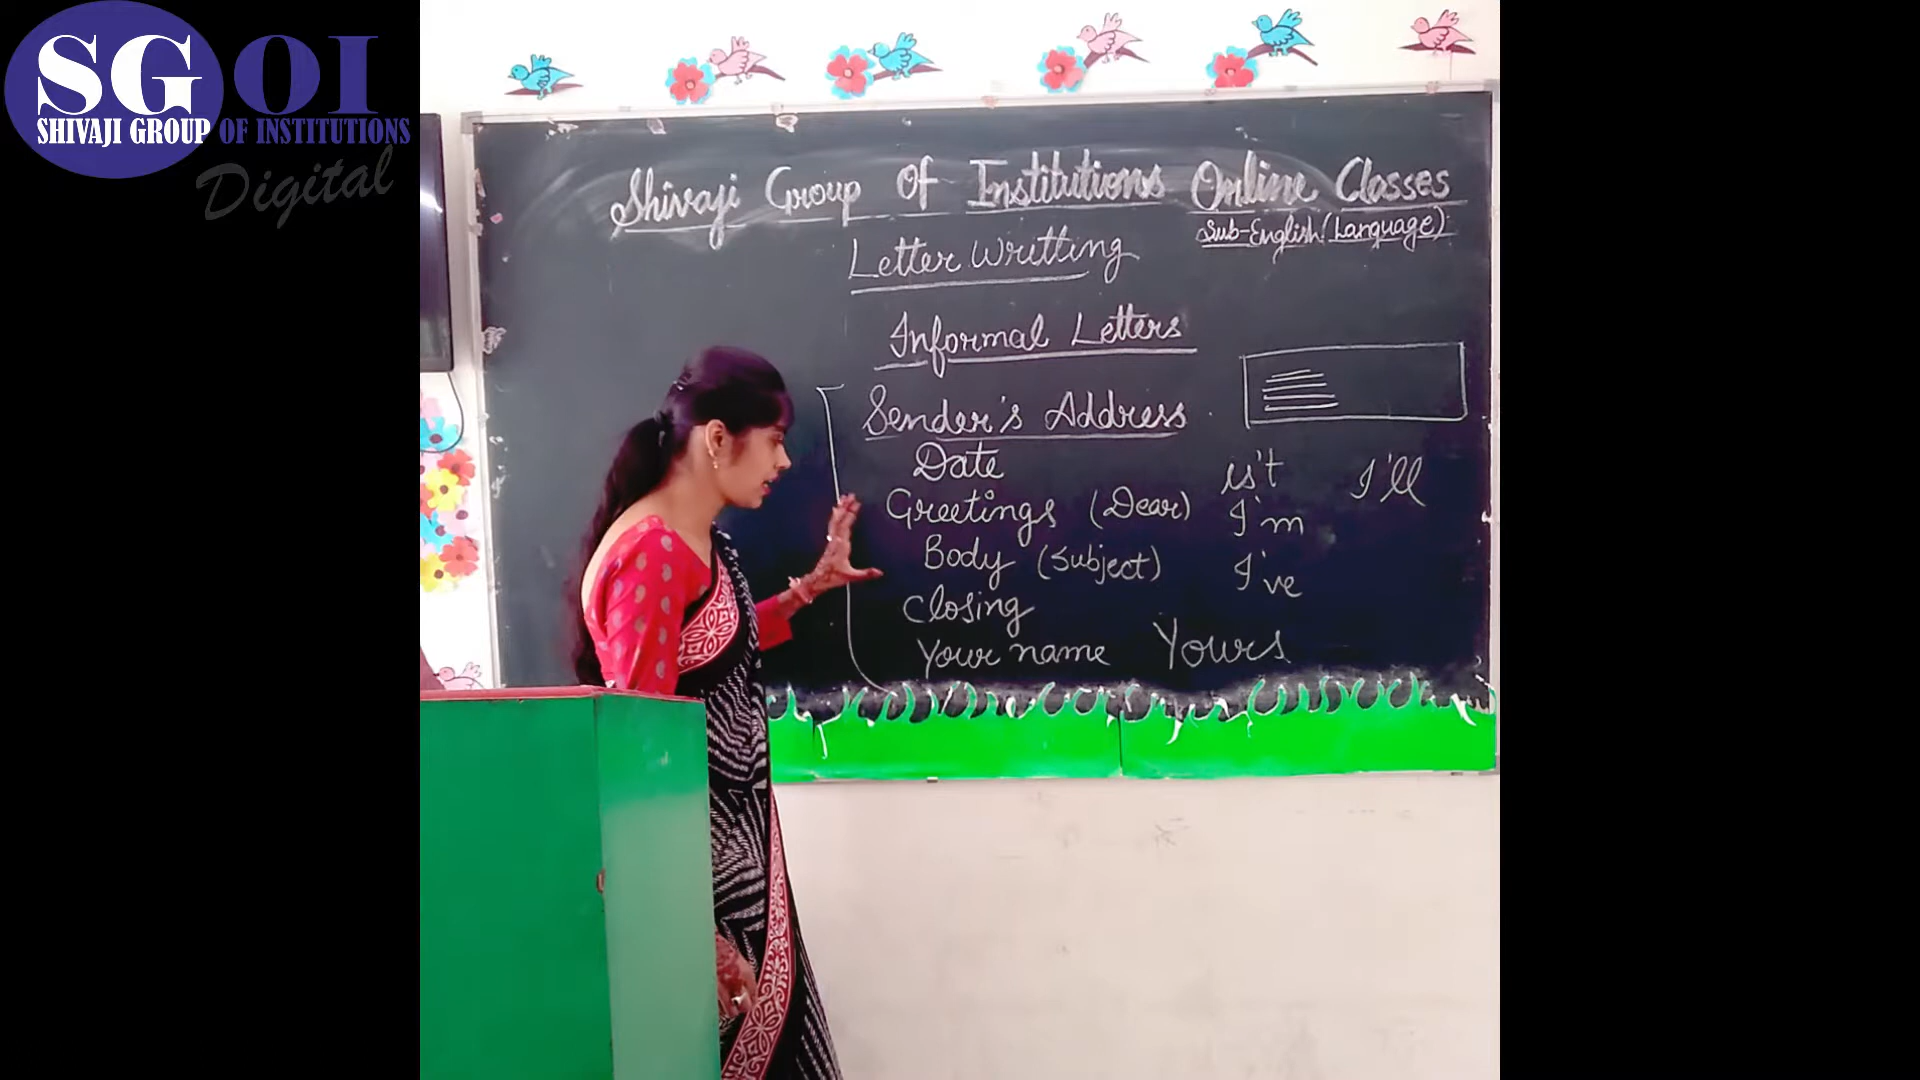 SGOI
SHIVAJI GROUP OF INSTITUTIONS
Digital
Shivaji Group Of Institutions Online Classes
Sub-English (Language)
Letter Writting
Informal Letters
Sender's Address
Date
Greetings (Dear)
Body (Subject)
Closing
Your name
is't I'll
I'm
I've
Yours